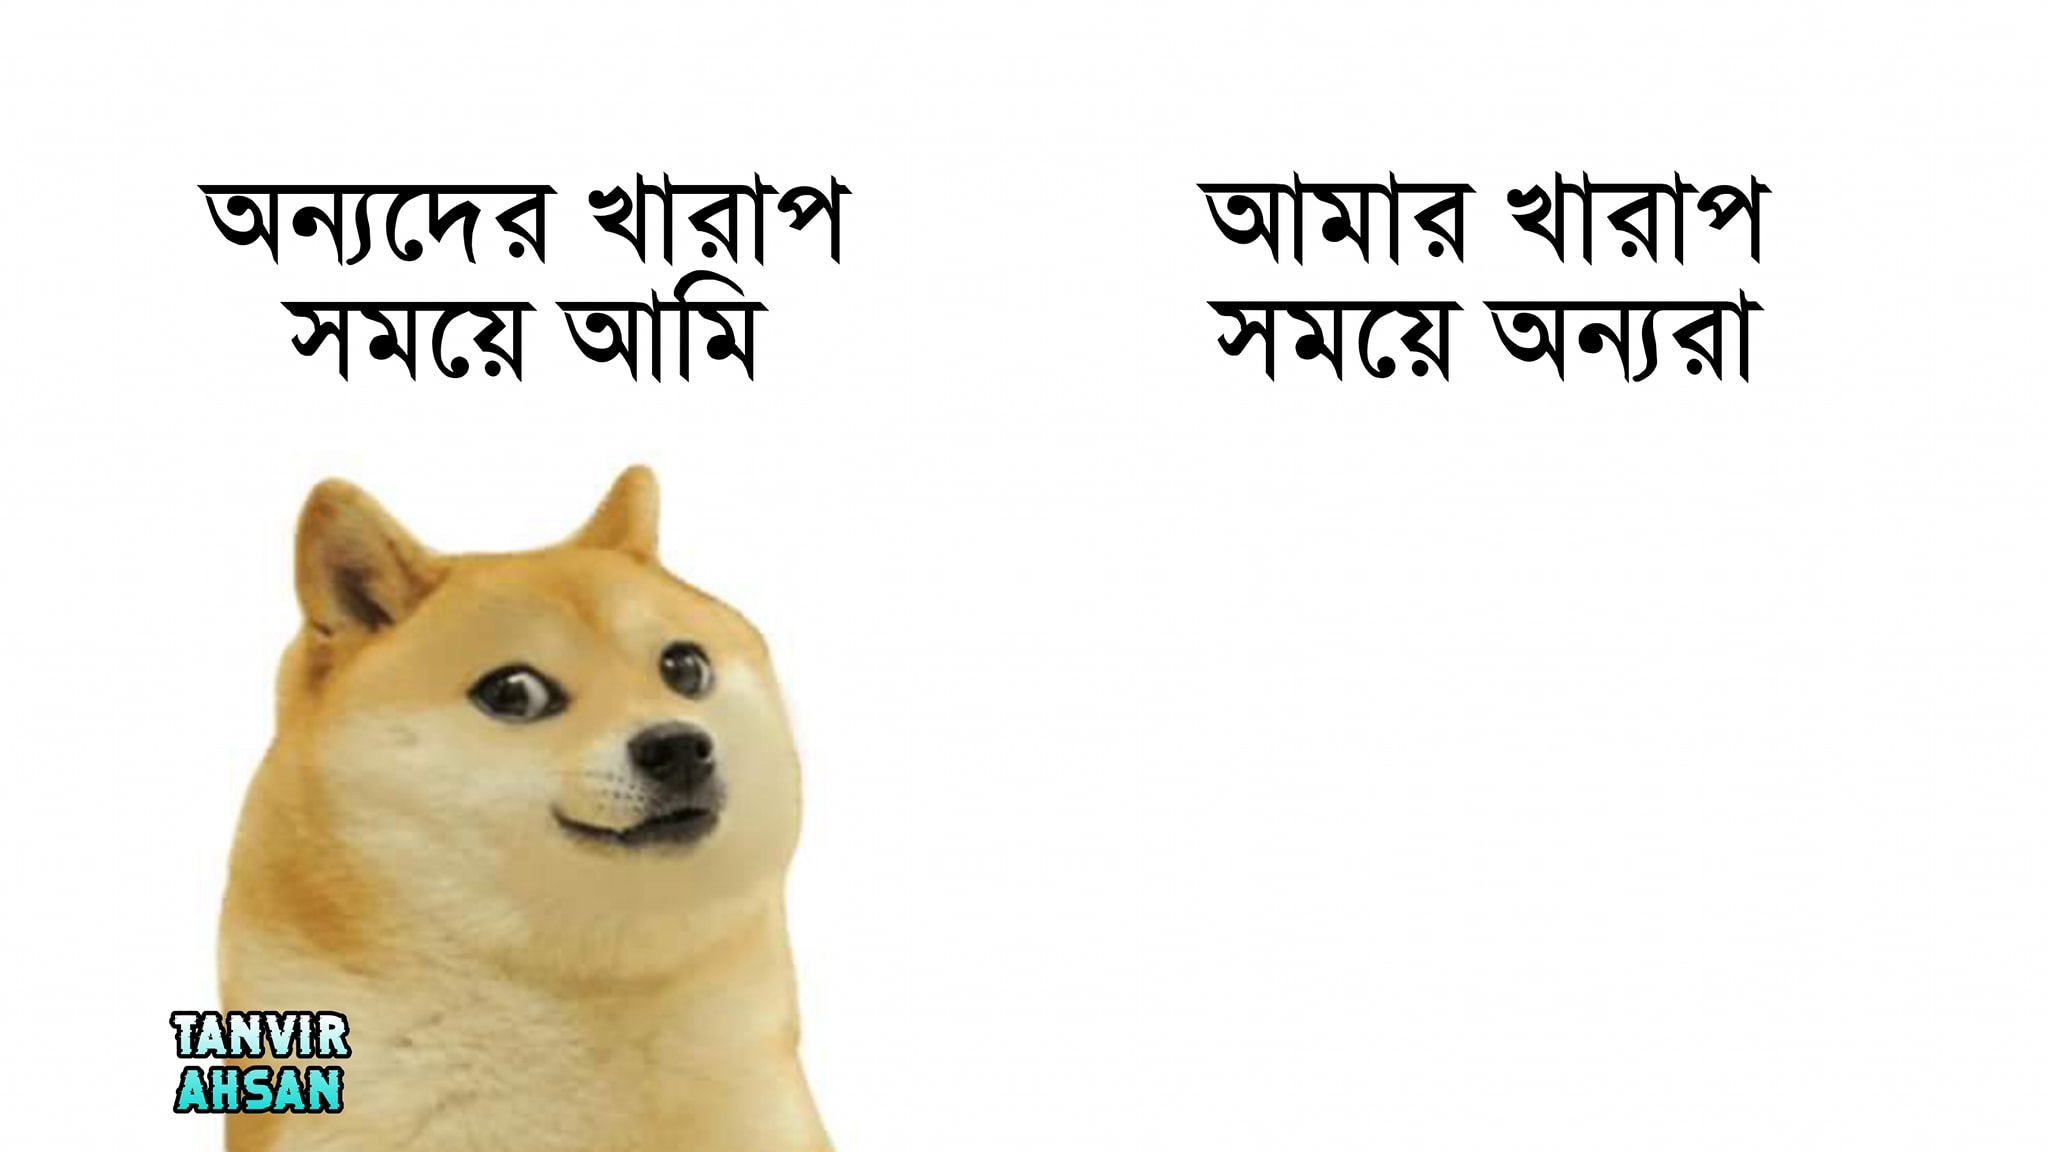 অন্যদের খারাপ
সময়ে আমি
আমার খারাপ
সময়ে অন্যরা
TANVIR
AHSAN